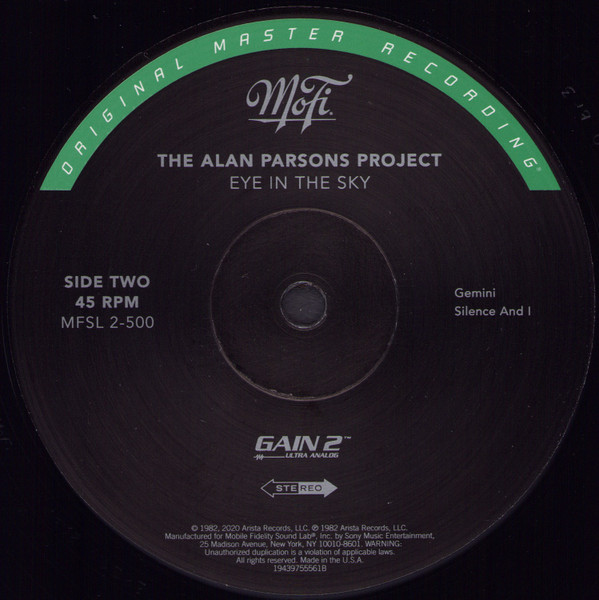 ORIGINAL MASTER RECORDING®
MoFi®
THE ALAN PARSONS PROJECT
EYE IN THE SKY
SIDE TWO
45 RPM
MFSL 2-500
Gemini
Silence And I
GAIN 2™
ULTRA ANALOG
STEREO
© 1982, 2020 Arista Records, LLC. ℗ 1982 Arista Records, LLC.
Manufactured for Mobile Fidelity Sound Lab®, Inc. by Sony Music Entertainment,
25 Madison Avenue, New York, NY 10010-8601. WARNING:
Unauthorized duplication is a violation of applicable laws.
All rights reserved. Made in the U.S.A.
19439755561B